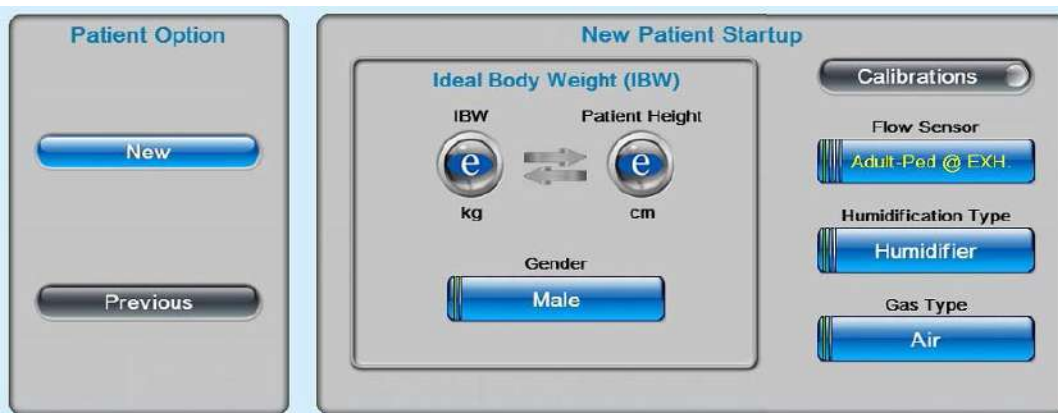 Patient Option
New
Previous
New Patient Startup
Ideal Body Weight (IBW)
IBW
Patient Height
e
e
kg
cm
Gender
Male
Calibrations
Flow Sensor
Adult-Ped @ EXH.
Humidification Type
Humidifier
Gas Type
Air